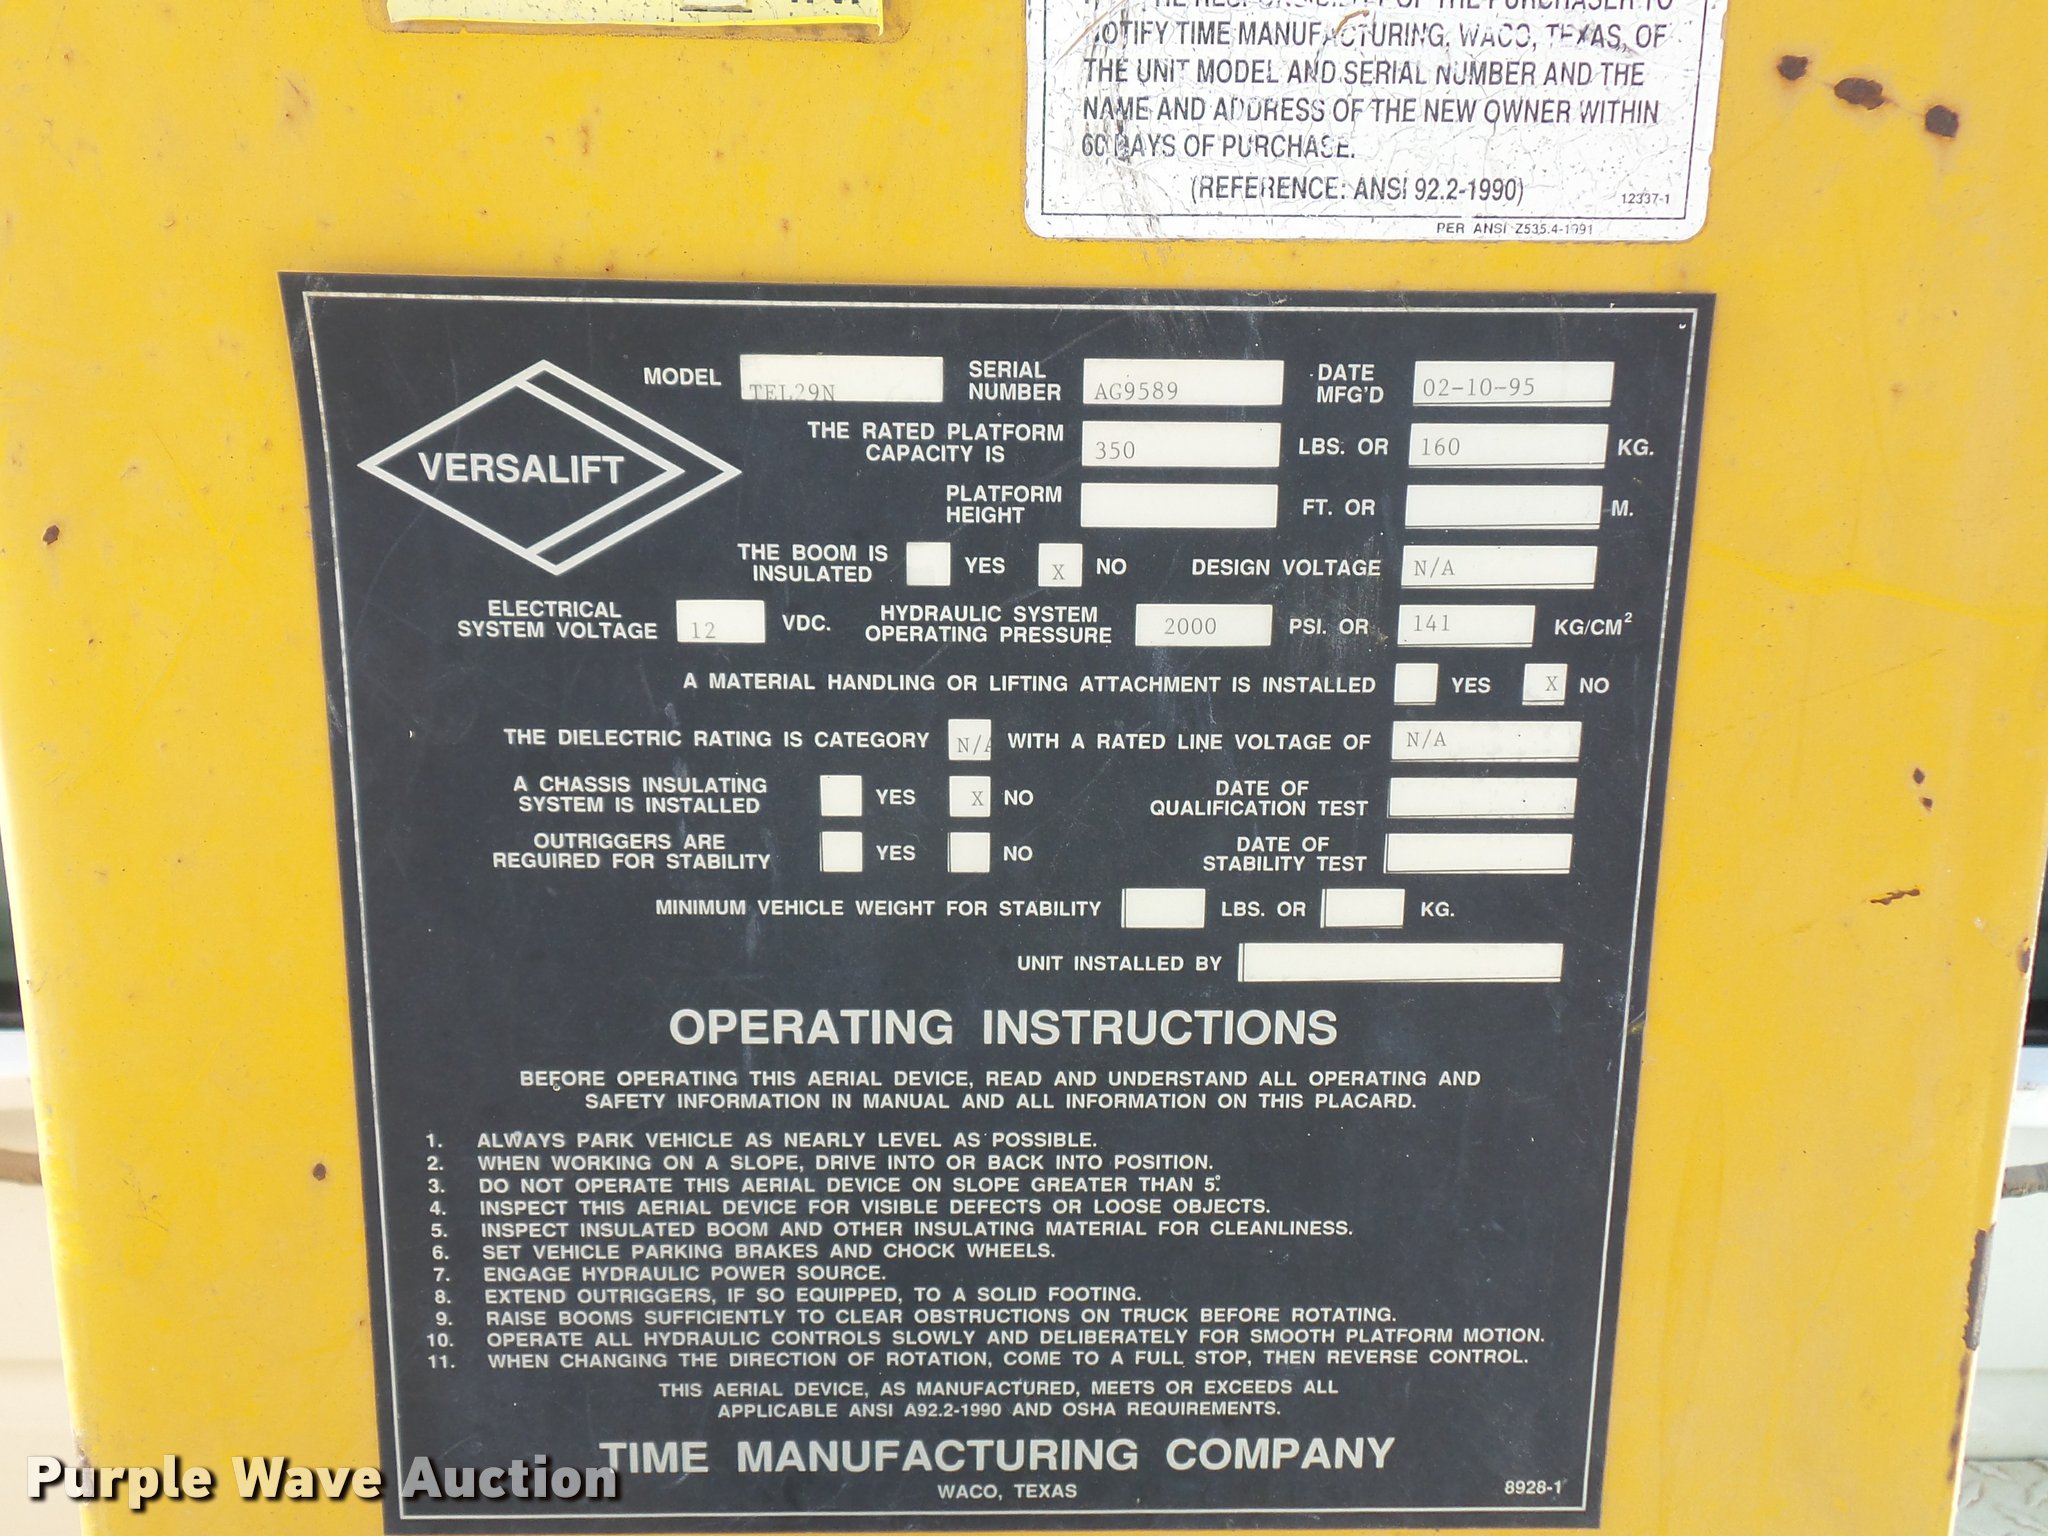 THE RESPONSIBILITY OF THE PURCHASER TO
NOTIFY TIME MANUFACTURING, WACO, TEXAS, OF
THE UNIT MODEL AND SERIAL NUMBER AND THE
NAME AND ADDRESS OF THE NEW OWNER WITHIN
60 DAYS OF PURCHASE.
(REFERENCE: ANSI 92.2-1990)
12337-1
PER ANSI Z535.4-1991
VERSALIFT
MODEL TEL29N SERIAL NUMBER AG9589 DATE MFG'D 02-10-95
THE RATED PLATFORM CAPACITY IS 350 LBS. OR 160 KG.
PLATFORM HEIGHT FT. OR M.
THE BOOM IS INSULATED YES X NO DESIGN VOLTAGE N/A
ELECTRICAL SYSTEM VOLTAGE 12 VDC. HYDRAULIC SYSTEM OPERATING PRESSURE 2000 PSI. OR 141 KG/CM²
A MATERIAL HANDLING OR LIFTING ATTACHMENT IS INSTALLED YES X NO
THE DIELECTRIC RATING IS CATEGORY N/A WITH A RATED LINE VOLTAGE OF N/A
A CHASSIS INSULATING SYSTEM IS INSTALLED YES X NO DATE OF QUALIFICATION TEST
OUTRIGGERS ARE REGUIRED FOR STABILITY YES NO DATE OF STABILITY TEST
MINIMUM VEHICLE WEIGHT FOR STABILITY LBS. OR KG.
UNIT INSTALLED BY
OPERATING INSTRUCTIONS
BEFORE OPERATING THIS AERIAL DEVICE, READ AND UNDERSTAND ALL OPERATING AND
SAFETY INFORMATION IN MANUAL AND ALL INFORMATION ON THIS PLACARD.
1. ALWAYS PARK VEHICLE AS NEARLY LEVEL AS POSSIBLE.
2. WHEN WORKING ON A SLOPE, DRIVE INTO OR BACK INTO POSITION.
3. DO NOT OPERATE THIS AERIAL DEVICE ON SLOPE GREATER THAN 5°.
4. INSPECT THIS AERIAL DEVICE FOR VISIBLE DEFECTS OR LOOSE OBJECTS.
5. INSPECT INSULATED BOOM AND OTHER INSULATING MATERIAL FOR CLEANLINESS.
6. SET VEHICLE PARKING BRAKES AND CHOCK WHEELS.
7. ENGAGE HYDRAULIC POWER SOURCE.
8. EXTEND OUTRIGGERS, IF SO EQUIPPED, TO A SOLID FOOTING.
9. RAISE BOOMS SUFFICIENTLY TO CLEAR OBSTRUCTIONS ON TRUCK BEFORE ROTATING.
10. OPERATE ALL HYDRAULIC CONTROLS SLOWLY AND DELIBERATELY FOR SMOOTH PLATFORM MOTION.
11. WHEN CHANGING THE DIRECTION OF ROTATION, COME TO A FULL STOP, THEN REVERSE CONTROL.
THIS AERIAL DEVICE, AS MANUFACTURED, MEETS OR EXCEEDS ALL
APPLICABLE ANSI A92.2-1990 AND OSHA REQUIREMENTS.
TIME MANUFACTURING COMPANY
WACO, TEXAS
8928-1
Purple Wave Auction